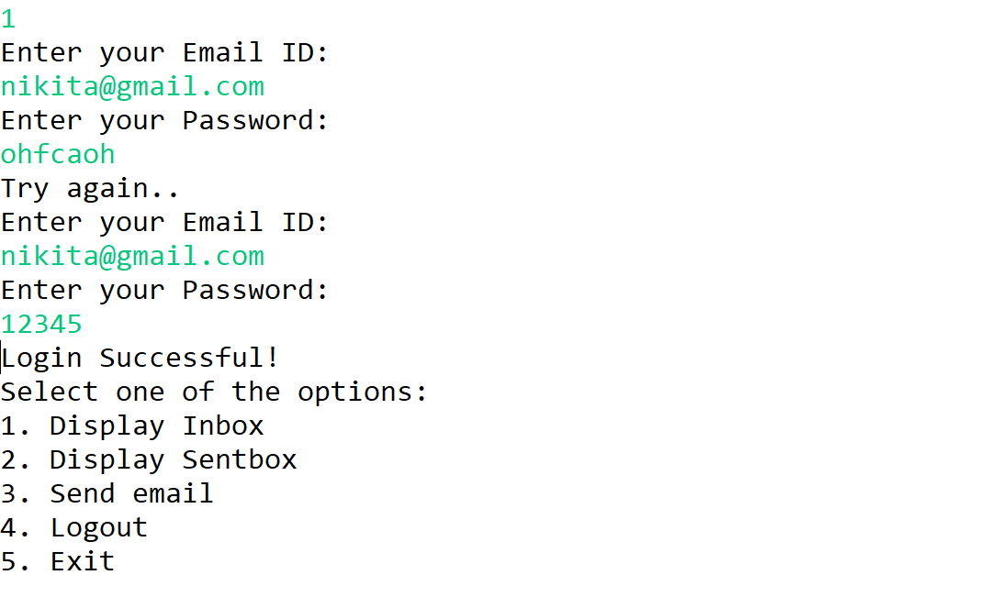 1
Enter your Email ID:
nikita@gmail.com
Enter your Password:
ohfcaoh
Try again..
Enter your Email ID:
nikita@gmail.com
Enter your Password:
12345
Login Successful!
Select one of the options:
1. Display Inbox
2. Display Sentbox
3. Send email
4. Logout
5. Exit